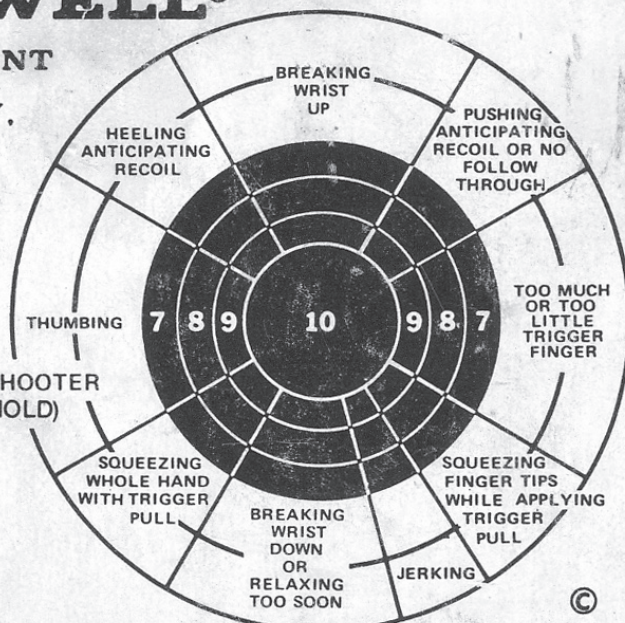 WELL
NT
BREAKING
WRIST
UP
HEELING
ANTICIPATING
RECOIL
PUSHING
ANTICIPATING
RECOIL OR NO
FOLLOW
THROUGH
THUMBING
7 8 9 10 9 8 7
TOO MUCH
OR TOO
LITTLE
TRIGGER
FINGER
HOOTER
OLD)
SQUEEZING
WHOLE HAND
WITH TRIGGER
PULL
BREAKING
WRIST
DOWN
OR
RELAXING
TOO SOON
JERKING
SQUEEZING
FINGER TIPS
WHILE APPLYING
TRIGGER
PULL
©